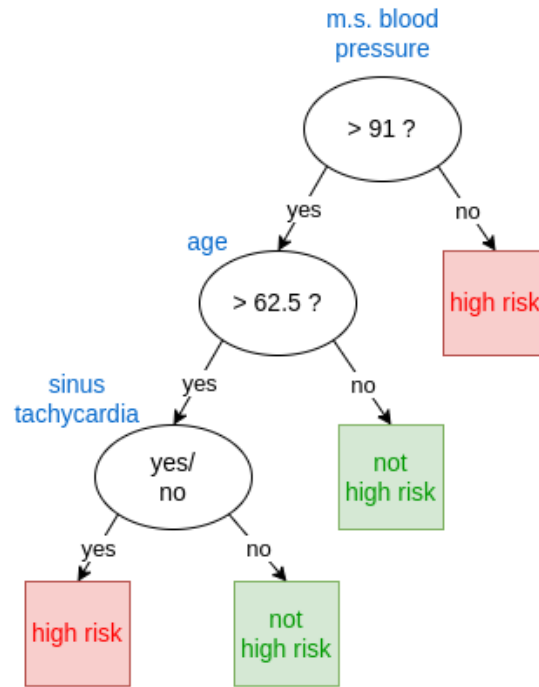 m.s. blood
pressure
> 91 ?
yes
no
age
> 62.5 ?
high risk
yes
no
sinus
tachycardia
yes/
no
not
high risk
yes
no
high risk
not
high risk